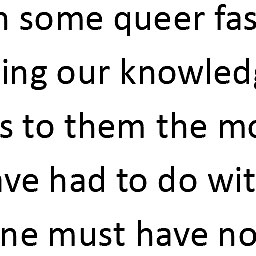 n some queer fas
ing our knowledg
s to them the mo
ave had to do wit
ne must have no